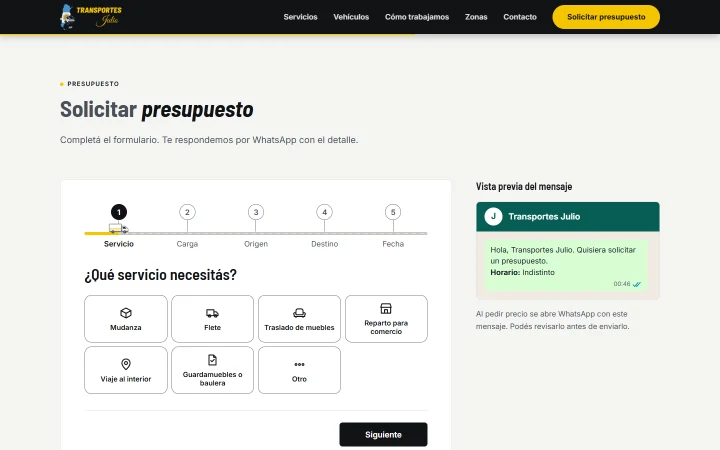 TRANSPORTES
Julio
Servicios
Vehículos
Cómo trabajamos
Zonas
Contacto
Solicitar presupuesto
PRESUPUESTO
Solicitar presupuesto
Completá el formulario. Te respondemos por WhatsApp con el detalle.
1
2
3
4
5
Servicio
Carga
Origen
Destino
Fecha
¿Qué servicio necesitás?
Mudanza
Flete
Traslado de muebles
Reparto para
comercio
Viaje al interior
Guardamuebles o
baulera
Otro
Siguiente
Vista previa del mensaje
J
Transportes Julio
Hola, Transportes Julio. Quisiera solicitar
un presupuesto.
Horario: Indistinto
00:46
Al pedir precio se abre WhatsApp con este
mensaje. Podés revisarlo antes de enviarlo.